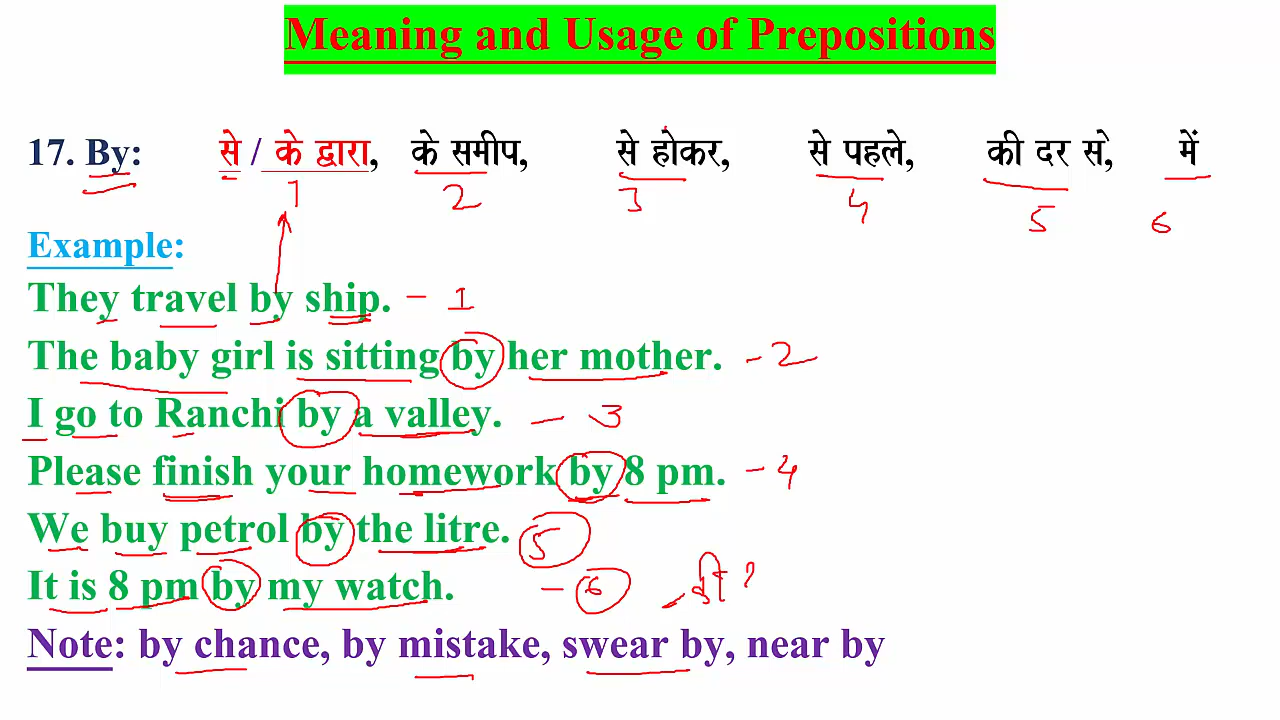 Meaning and Usage of Prepositions
17. By: से / के द्वारा, के समीप, से होकर, से पहले, की दर से, में
1 2 3 4 5 6
Example:
They travel by ship. - 1
The baby girl is sitting by her mother. - 2
I go to Ranchi by a valley. - 3
Please finish your homework by 8 pm. - 4
We buy petrol by the litre. 5
It is 8 pm by my watch. - 6
Note: by chance, by mistake, swear by, near by